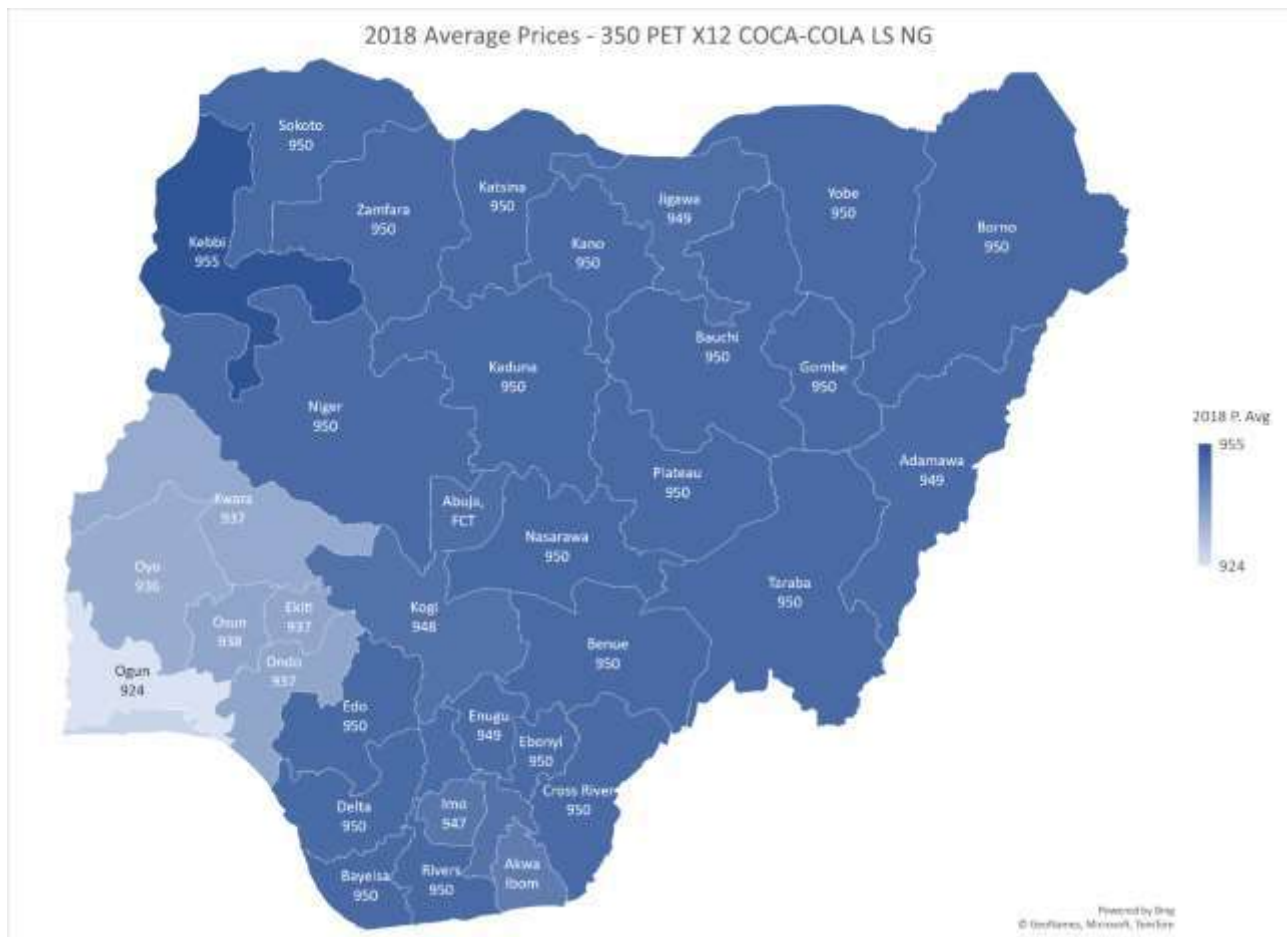 2018 Average Prices - 350 PET X12 COCA-COLA LS NG
Sokoto
950
Kebbi
955
Zamfara
950
Katsina
950
Kano
950
Jigawa
949
Yobe
950
Borno
950
Niger
950
Kaduna
950
Bauchi
950
Gombe
950
Adamawa
949
2018 P. Avg
955
924
Kwara
937
Abuja,
FCT
Plateau
950
Nasarawa
950
Taraba
950
Oyo
936
Osun
938
Ekiti
937
Ondo
937
Ogun
924
Kogi
948
Benue
950
Edo
950
Enugu
949
Ebonyi
950
Cross River
950
Delta
950
Imo
947
Bayelsa
950
Rivers
950
Akwa
Ibom
Powered by Bing
© GeoNames, Microsoft, TomTom